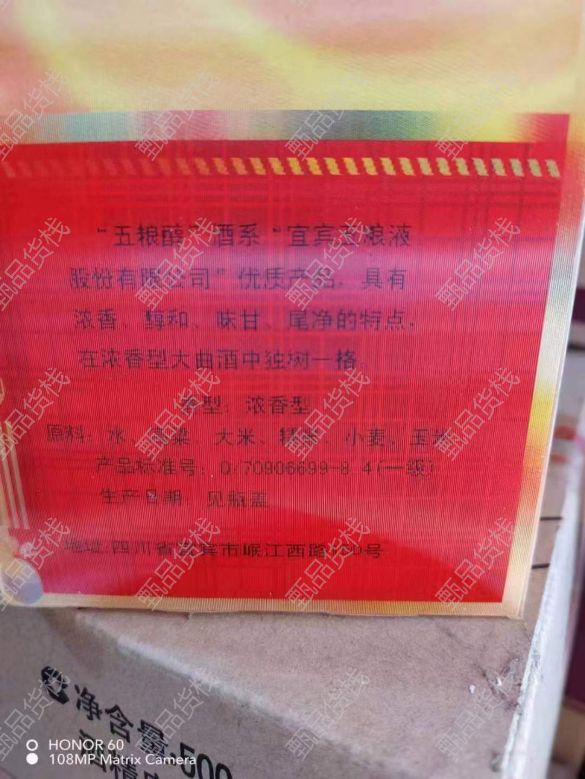 "五粮醇"酒系"宜宾五粮液
股份有限公司"优质产品,具有
浓香、醇和、味甘、尾净的特点,
在浓香型大曲酒中独树一格。
香型:浓香型
原料:水、高粱、大米、糯米、小麦、玉米
产品标准号:Q/70906699-8.4(一级)
生产日期:见瓶盖
地址:四川省宜宾市岷江西路150号
净含量:500
HONOR 60
108MP Matrix Camera
甄品货栈